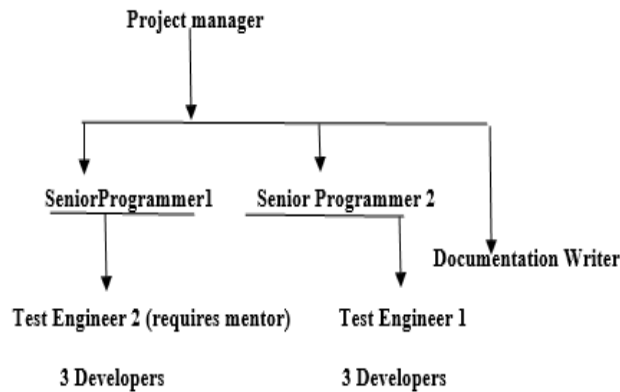 Project manager
SeniorProgrammer1
Senior Programmer 2
Documentation Writer
Test Engineer 2 (requires mentor)
Test Engineer 1
3 Developers
3 Developers